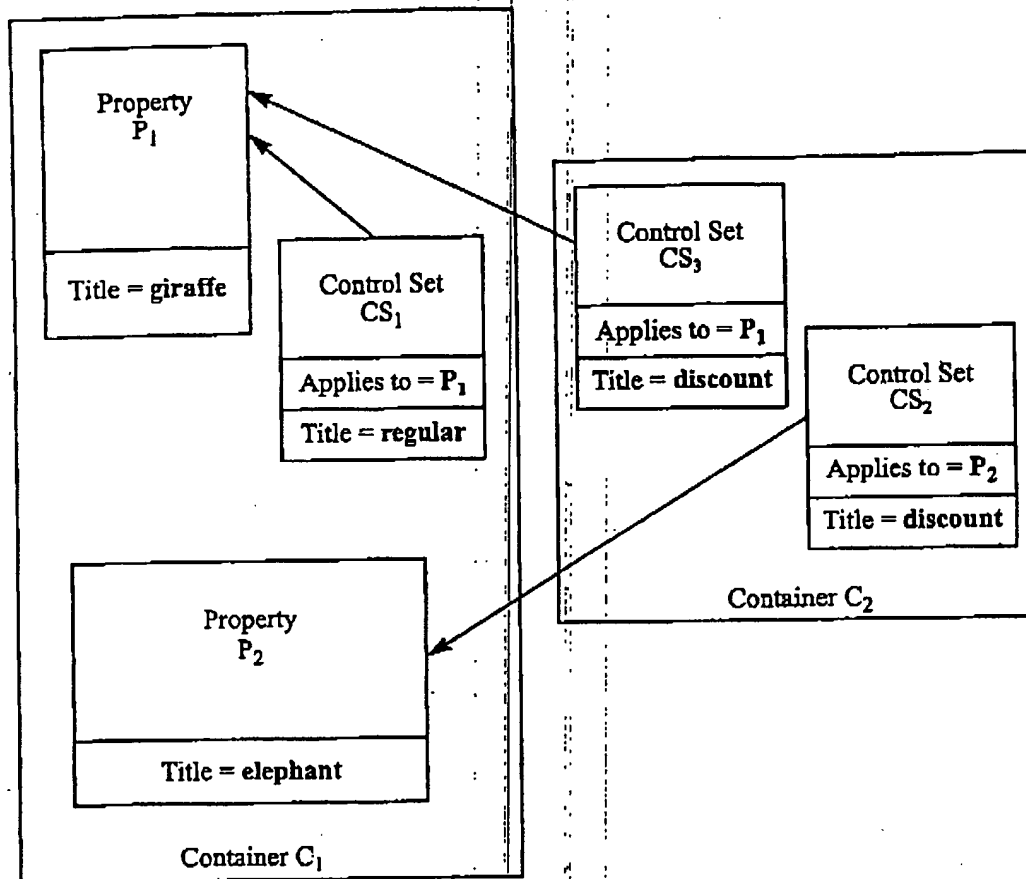 Property
P₁
Title = giraffe
Control Set
CS₁
Applies to = P₁
Title = regular
Property
P₂
Title = elephant
Container C₁
Control Set
CS₃
Applies to = P₁
Title = discount
Control Set
CS₂
Applies to = P₂
Title = discount
Container C₂